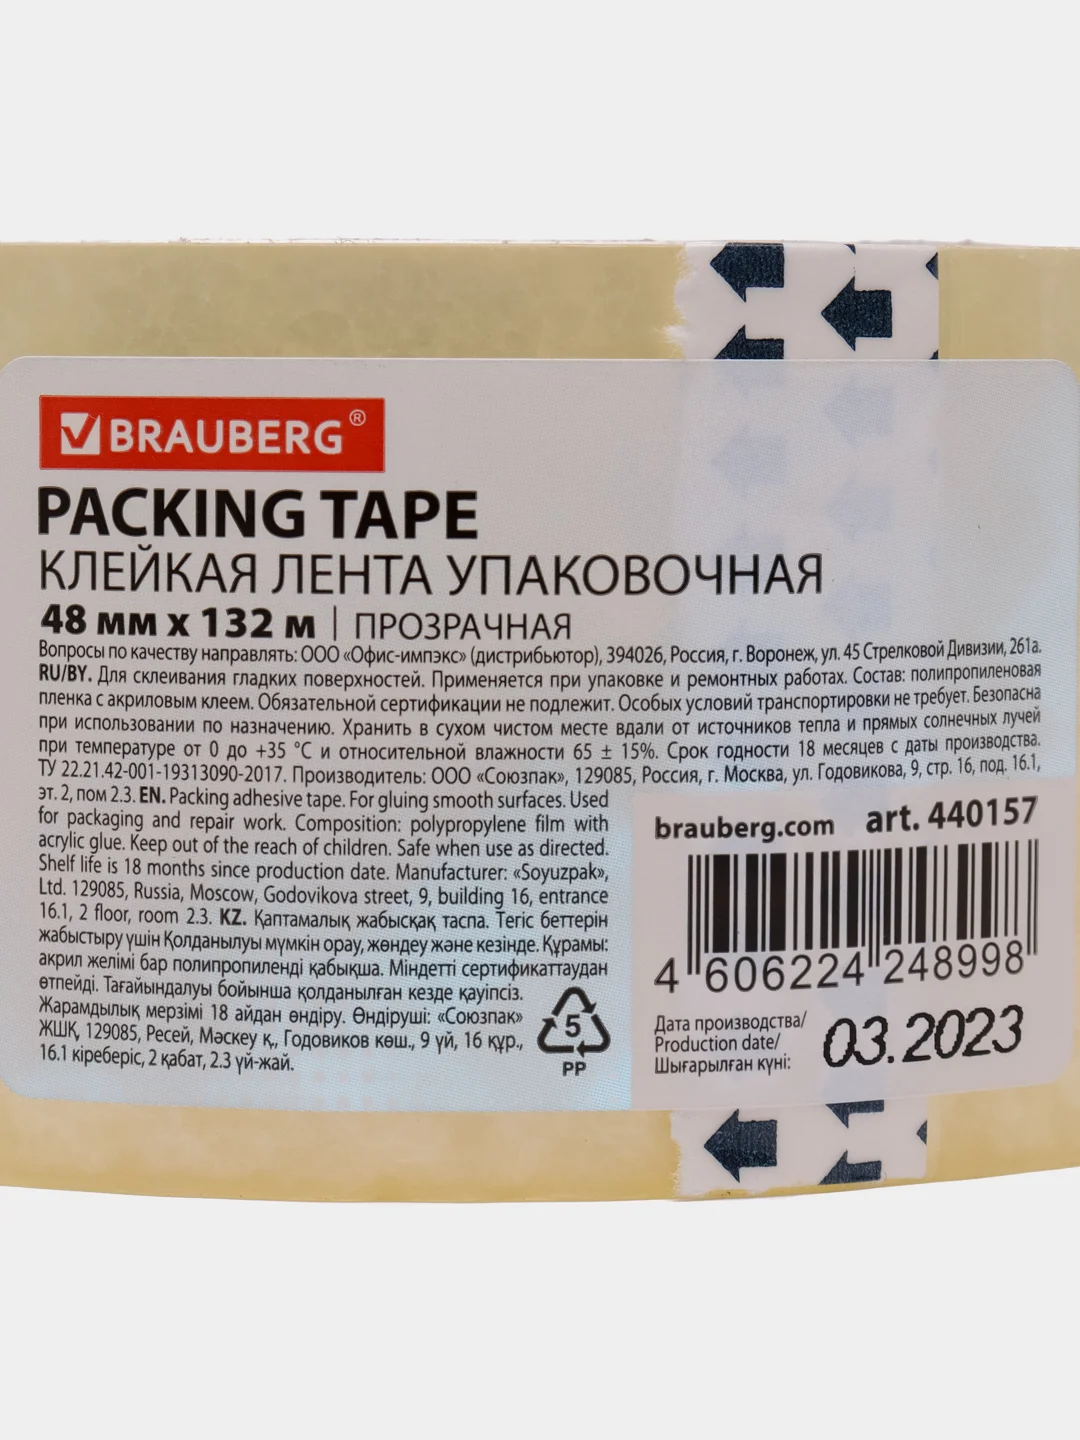 BRAUBERG®
PACKING TAPE
КЛЕЙКАЯ ЛЕНТА УПАКОВОЧНАЯ
48 мм x 132 м | ПРОЗРАЧНАЯ
Вопросы по качеству направлять: ООО «Офис-импэкс» (дистрибьютор), 394026, Россия, г. Воронеж, ул. 45 Стрелковой Дивизии, 261а.
RU/BY. Для склеивания гладких поверхностей. Применяется при упаковке и ремонтных работах. Состав: полипропиленовая
пленка с акриловым клеем. Обязательной сертификации не подлежит. Особых условий транспортировки не требует. Безопасна
при использовании по назначению. Хранить в сухом чистом месте вдали от источников тепла и прямых солнечных лучей
при температуре от 0 до +35 °С и относительной влажности 65 ± 15%. Срок годности 18 месяцев с даты производства.
ТУ 22.21.42-001-19313090-2017. Производитель: ООО «Союзпак», 129085, Россия, г. Москва, ул. Годовикова, 9, стр. 16, под. 16.1,
эт. 2, пом 2.3. EN. Packing adhesive tape. For gluing smooth surfaces. Used
for packaging and repair work. Composition: polypropylene film with
acrylic glue. Keep out of the reach of children. Safe when use as directed.
Shelf life is 18 months since production date. Manufacturer: «Soyuzpak»,
Ltd. 129085, Russia, Moscow, Godovikova street, 9, building 16, entrance
16.1, 2 floor, room 2.3. KZ. Қаптамалық жабысқақ таспа. Тегіс беттерін
жабыстыру үшін Қолданылуы мүмкін орау, жөндеу және кезінде. Құрамы:
акрил желімі бар полипропиленді қабықша. Міндетті сертификаттаудан
өтпейді. Тағайындалуы бойынша қолданылған кезде қауіпсіз.
Жарамдылық мерзімі 18 айдан өндіру. Өндіруші: «Союзпак»
ЖШҚ, 129085, Ресей, Мәскеу қ., Годовиков көш., 9 үй, 16 құр.,
16.1 кіреберіс, 2 қабат, 2.3 үй-жай.
5
PP
brauberg.com art. 440157
4 606224 248998
Дата производства/
Production date/
Шығарылған күні:
03.2023